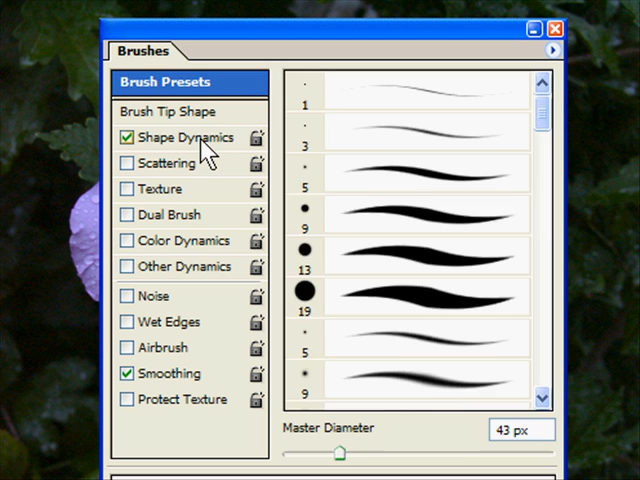 Brushes
Brush Presets
Brush Tip Shape
Shape Dynamics
Scattering
Texture
Dual Brush
Color Dynamics
Other Dynamics
Noise
Wet Edges
Airbrush
Smoothing
Protect Texture
1
3
5
9
13
19
5
9
Master Diameter
43 px